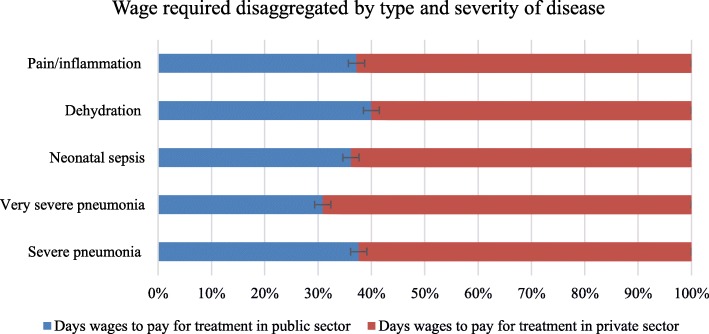 Wage required disaggregated by type and severity of disease
Pain/inflammation
Dehydration
Neonatal sepsis
Very severe pneumonia
Severe pneumonia
0% 10% 20% 30% 40% 50% 60% 70% 80% 90% 100%
Days wages to pay for treatment in public sector Days wages to pay for treatment in private sector